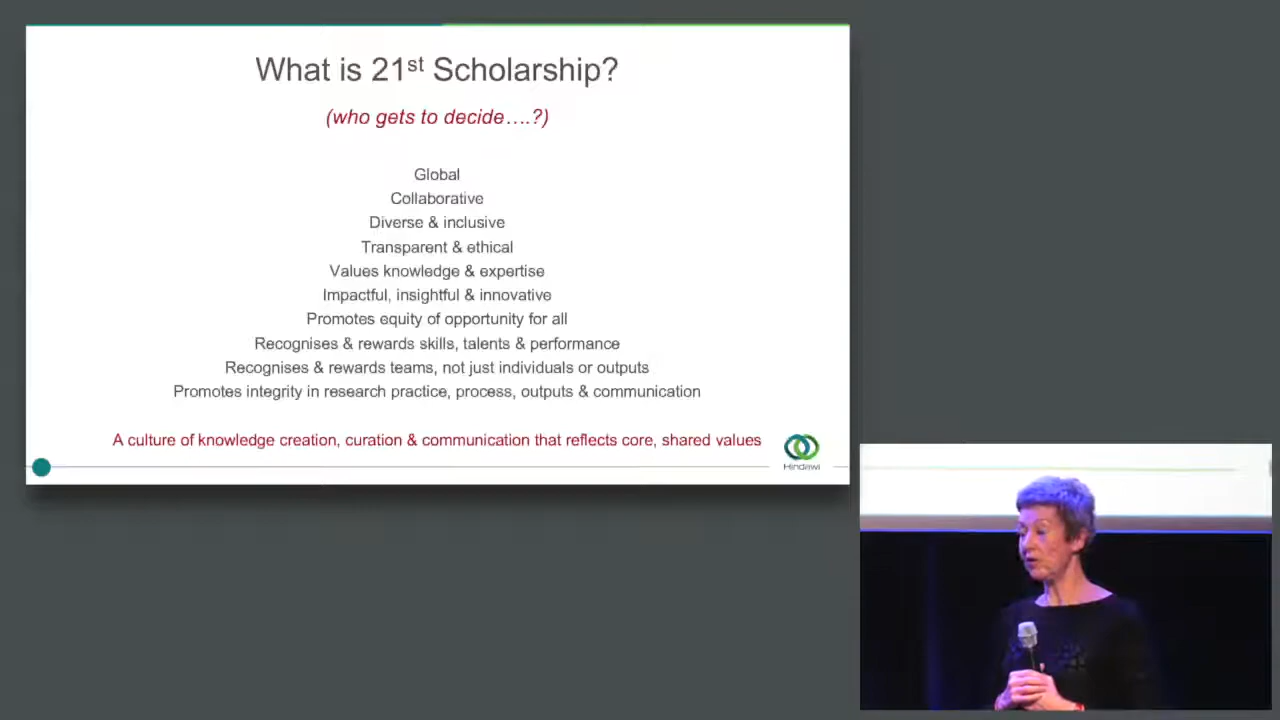 What is 21st Scholarship?
(who gets to decide….?)
Global
Collaborative
Diverse & inclusive
Transparent & ethical
Values knowledge & expertise
Impactful, insightful & innovative
Promotes equity of opportunity for all
Recognises & rewards skills, talents & performance
Recognises & rewards teams, not just individuals or outputs
Promotes integrity in research practice, process, outputs & communication
A culture of knowledge creation, curation & communication that reflects core, shared values
Hindawi